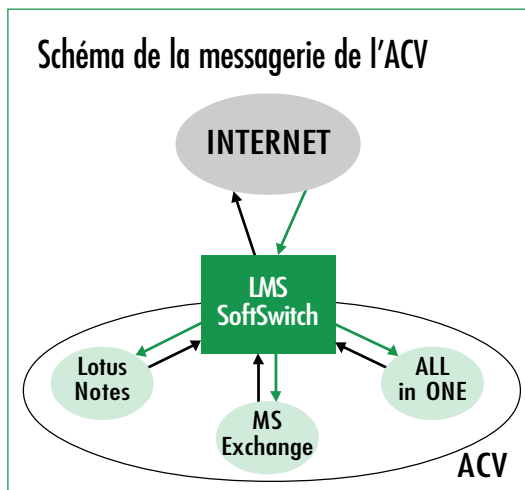 Schéma de la messagerie de l'ACV
INTERNET
LMS
SoftSwitch
Lotus
Notes
MS
Exchange
ALL
in ONE
ACV